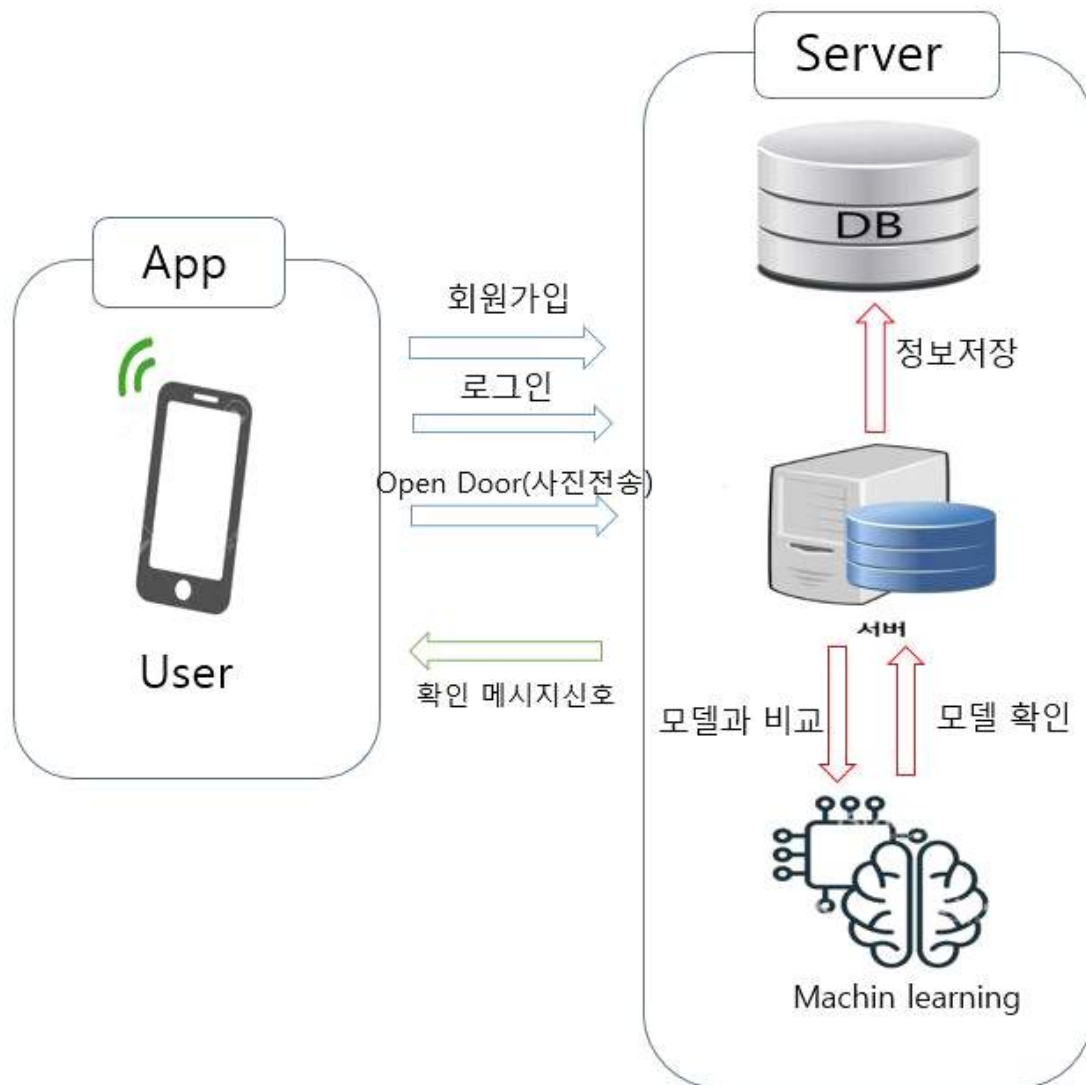 Server
DB
App
회원가입
정보저장
로그인
Open Door(사진전송)
서버
User
확인 메시지신호
모델과 비교
모델 확인
Machin learning